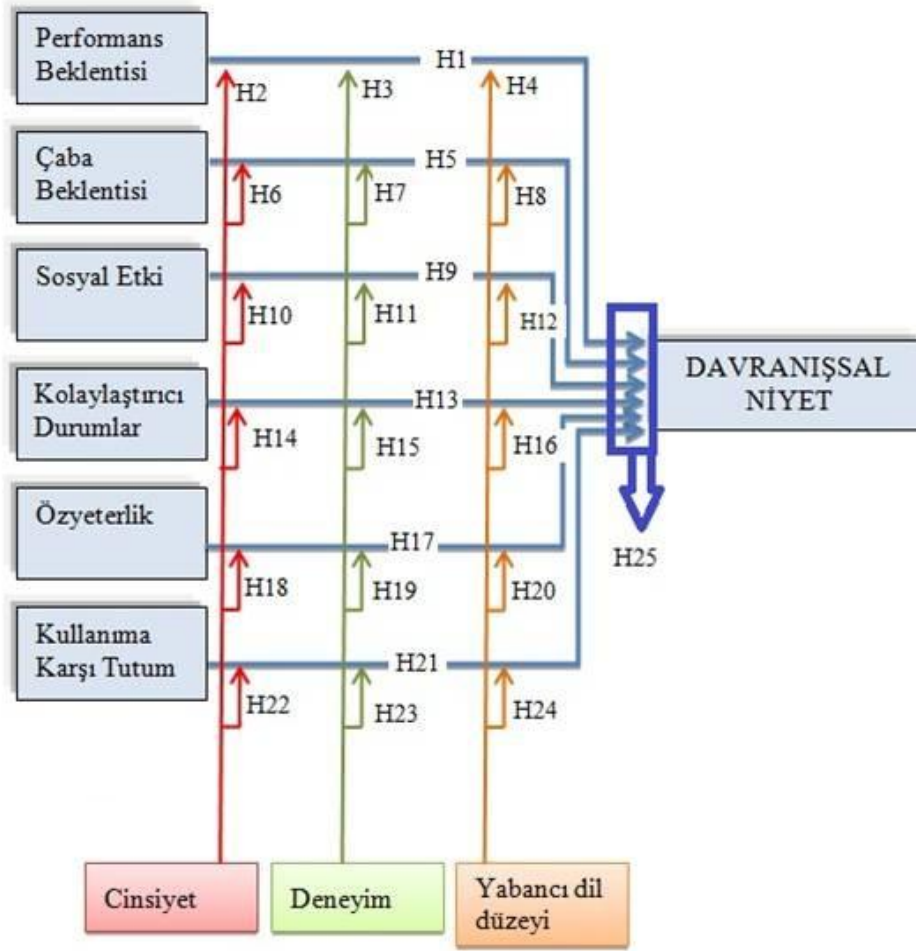 Performans
Beklentisi
H1
H2
H3
H4
Çaba
Beklentisi
H5
H6
H7
H8
Sosyal Etki
H9
H10
H11
H12
Kolaylaştırıcı
Durumlar
H13
H14
H15
H16
DAVRANIŞSAL
NİYET
Özyeterlik
H17
H18
H19
H20
H25
Kullanıma
Karşı Tutum
H21
H22
H23
H24
Cinsiyet
Deneyim
Yabancı dil
düzeyi